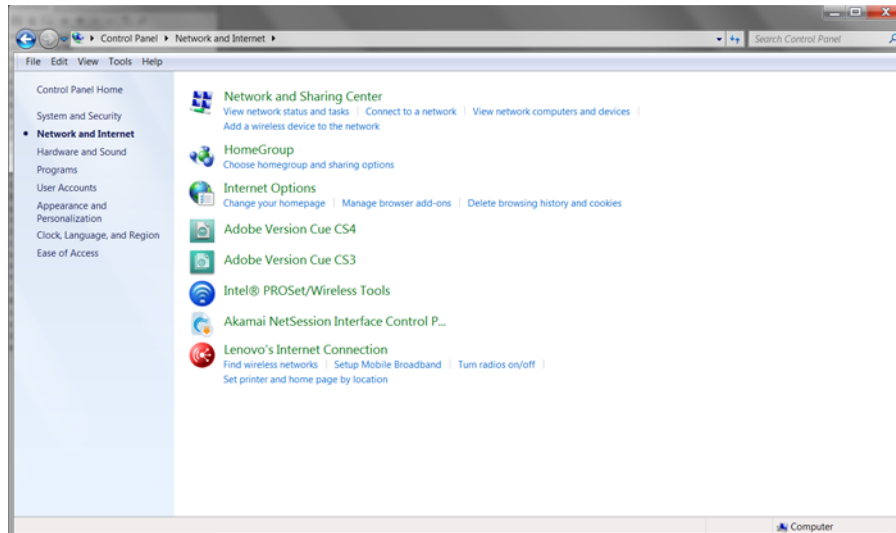 Control Panel Network and Internet
Search Control Panel
File Edit View Tools Help
Control Panel Home
System and Security
Network and Internet
Hardware and Sound
Programs
User Accounts
Appearance and
Personalization
Clock, Language, and Region
Ease of Access
Network and Sharing Center
View network status and tasks Connect to a network View network computers and devices
Add a wireless device to the network
HomeGroup
Choose homegroup and sharing options
Internet Options
Change your homepage Manage browser add-ons Delete browsing history and cookies
Adobe Version Cue CS4
Adobe Version Cue CS3
Intel® PROSet/Wireless Tools
Akamai NetSession Interface Control P...
Lenovo's Internet Connection
Find wireless networks Setup Mobile Broadband Turn radios on/off
Set printer and home page by location
Computer